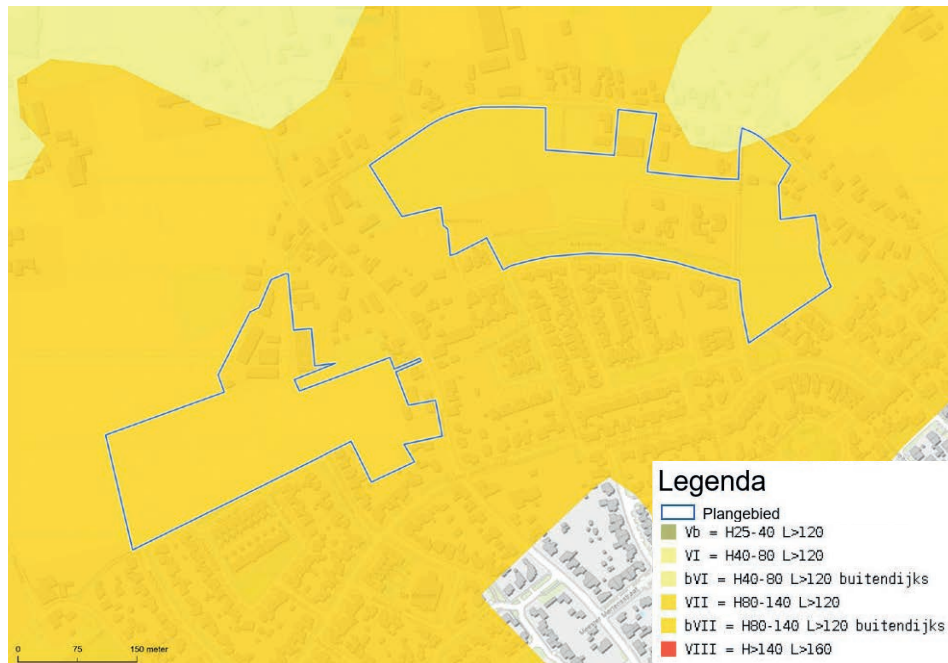 Legenda
Plangebied
Vb = H25-40 L>120
VI = H40-80 L>120
bVI = H40-80 L>120 buitendijks
VII = H80-140 L>120
bVII = H80-140 L>120 buitendijks
VIII = H>140 L>160
0 75 150 meter